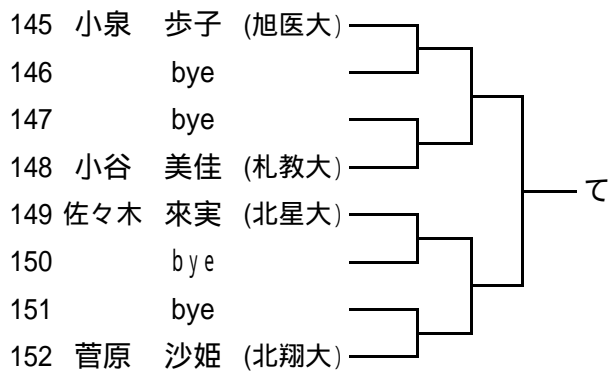 145 小泉 歩子 (旭医大)
146 bye
147 bye
148 小谷 美佳 (札教大)
て
149 佐々木 來実 (北星大)
150 bye
151 bye
152 菅原 沙姫 (北翔大)